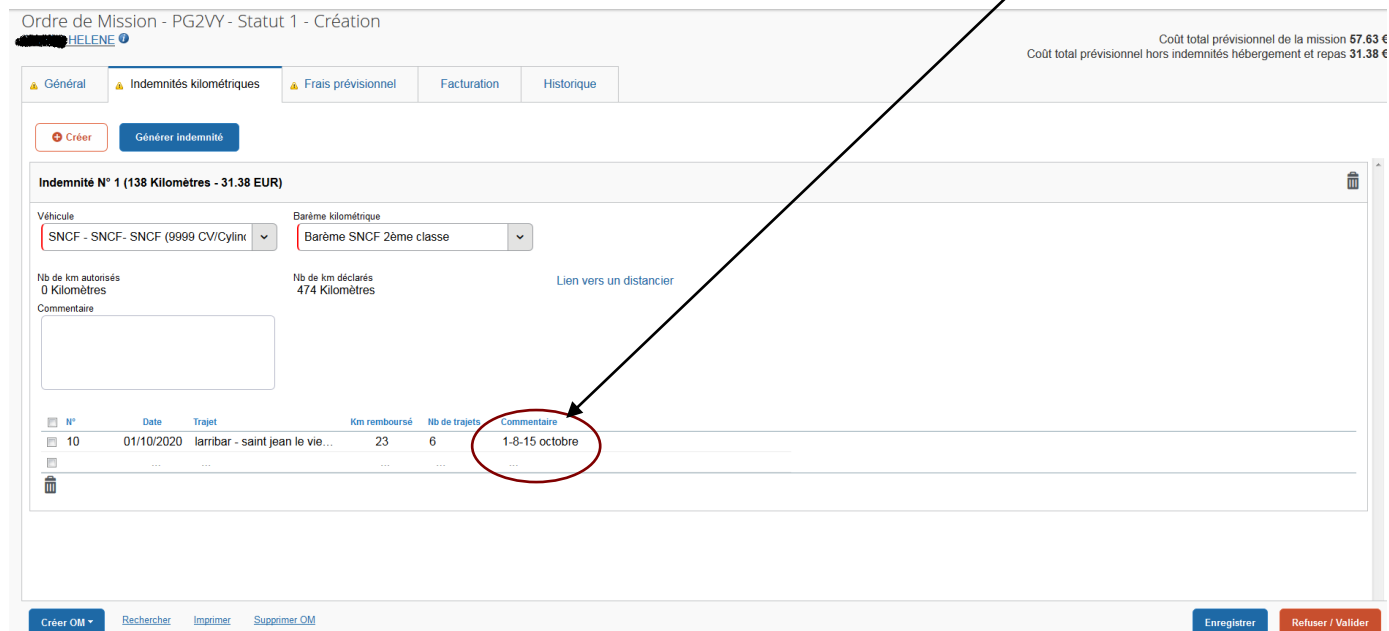 Ordre de Mission - PG2VY - Statut 1 - Création
HELENE
Coût total prévisionnel de la mission 57.63 €
Coût total prévisionnel hors indemnités hébergement et repas 31.38 €
Général Indemnités kilométriques Frais prévisionnel Facturation Historique
Créer Générer indemnité
Indemnité N° 1 (138 Kilomètres - 31.38 EUR)
Véhicule Barème kilométrique
SNCF - SNCF- SNCF (9999 CV/Cylin Barème SNCF 2ème classe
Nb de km autorisés Nb de km déclarés
0 Kilomètres 474 Kilomètres Lien vers un distancier
Commentaire
N° Date Trajet Km remboursé Nb de trajets Commentaire
10 01/10/2020 larribar - saint jean le vie... 23 6 1-8-15 octobre
... ... ... ... ...
Créer OM Rechercher Imprimer Supprimer OM Enregistrer Refuser / Valider